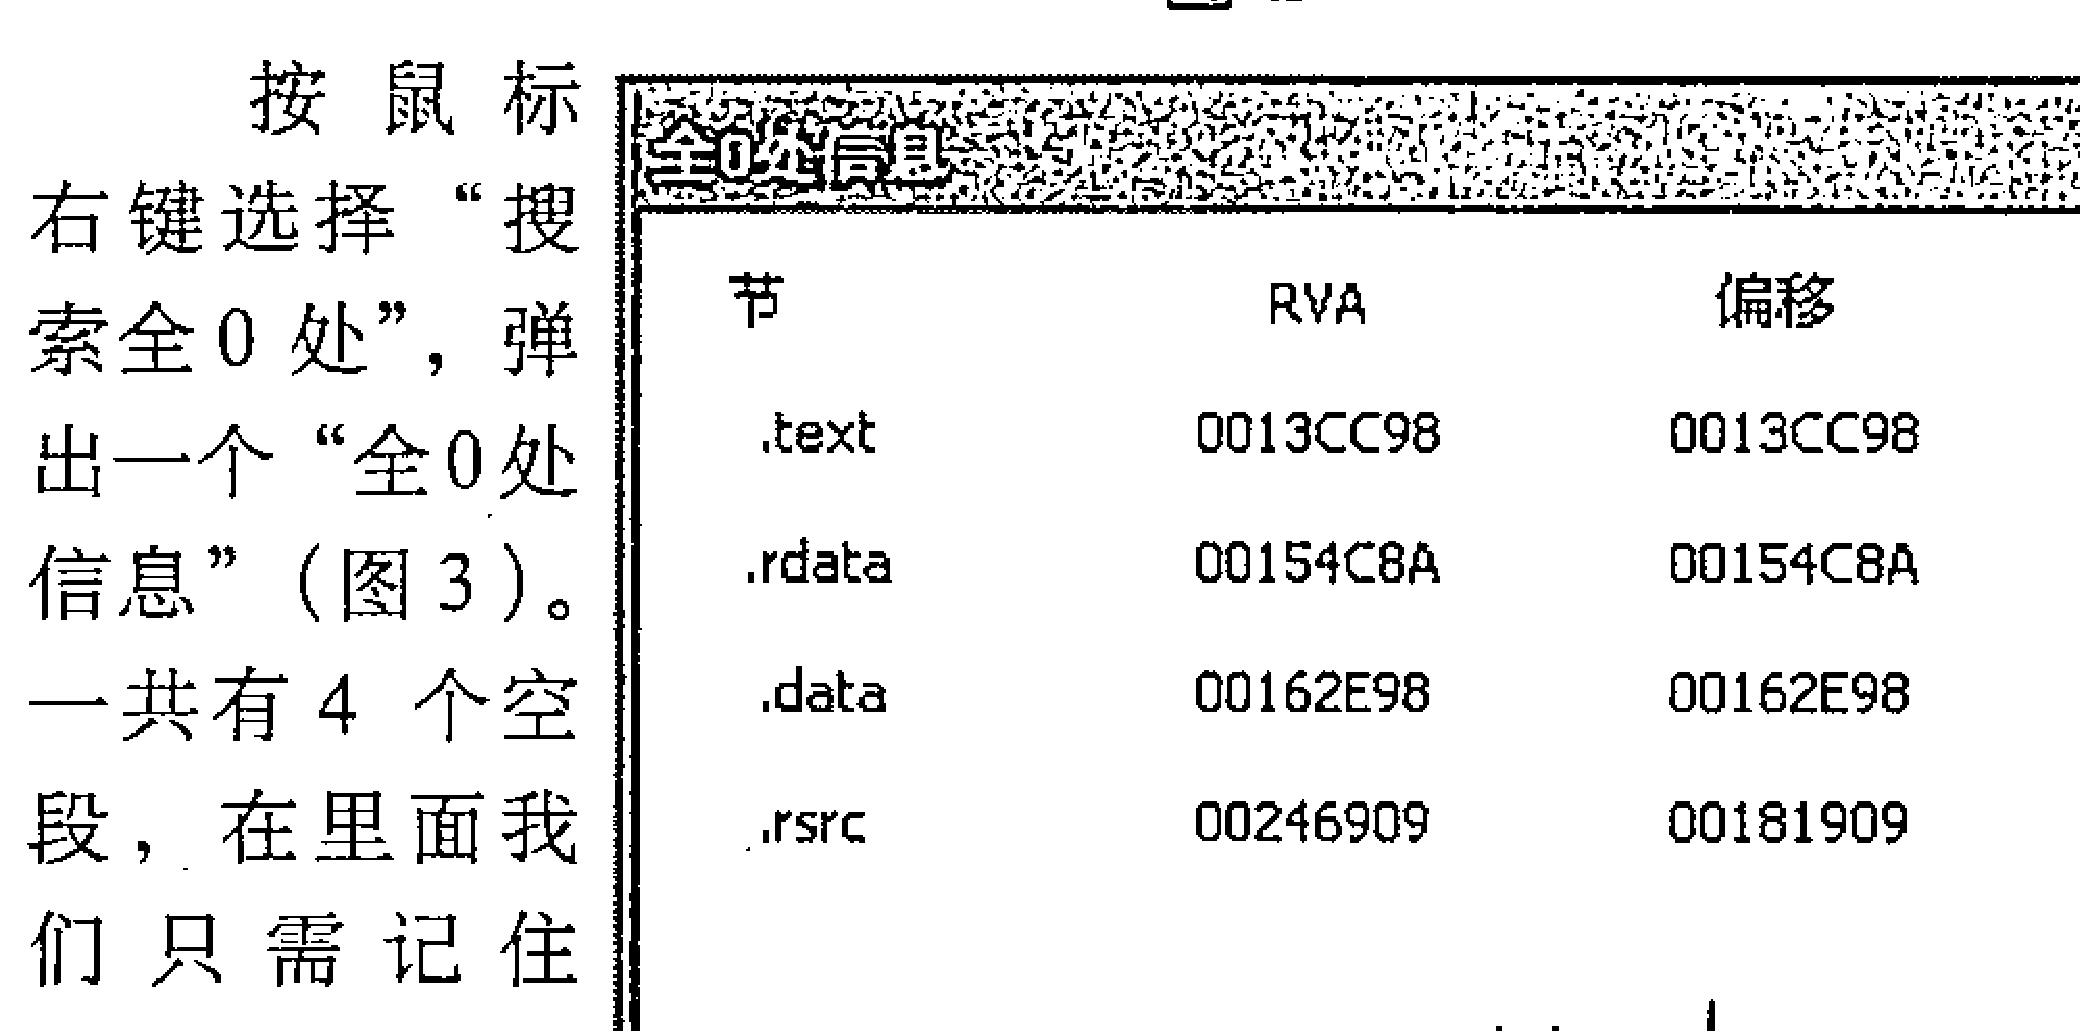 按鼠标
右键选择“搜
索全0处”，弹
出一个“全0处
信息”(图3)。
一共有4个空
段，在里面我
们只需记住
全0处信息
节 RVA 偏移
.text 0013CC98 0013CC98
.rdata 00154C8A 00154C8A
.data 00162E98 00162E98
.rsrc 00246909 00181909